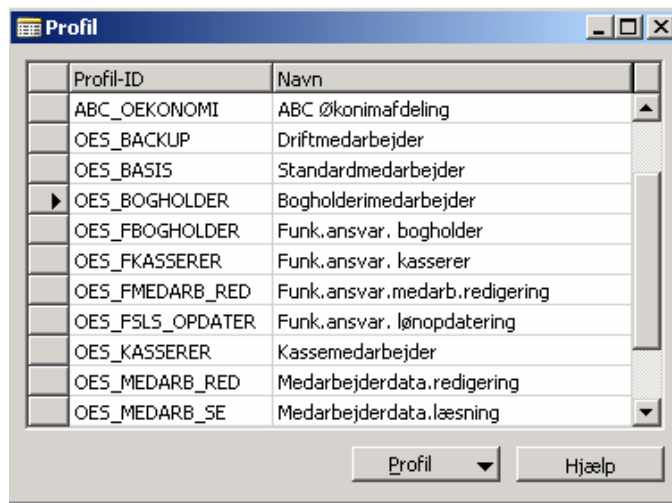 Profil
Profil-ID Navn
ABC_OEKONOMI ABC Økonimafdeling
OES_BACKUP Driftmedarbejder
OES_BASIS Standardmedarbejder
OES_BOGHOLDER Bogholderimedarbejder
OES_FBOGHOLDER Funk.ansvar. bogholder
OES_FKASSERER Funk.ansvar. kasserer
OES_FMEDARB_RED Funk.ansvar.medarb.redigering
OES_FSLS_OPDATER Funk.ansvar. lønopdatering
OES_KASSERER Kassemedarbejder
OES_MEDARB_RED Medarbejderdata.redigering
OES_MEDARB_SE Medarbejderdata.læsning
Profil Hjælp